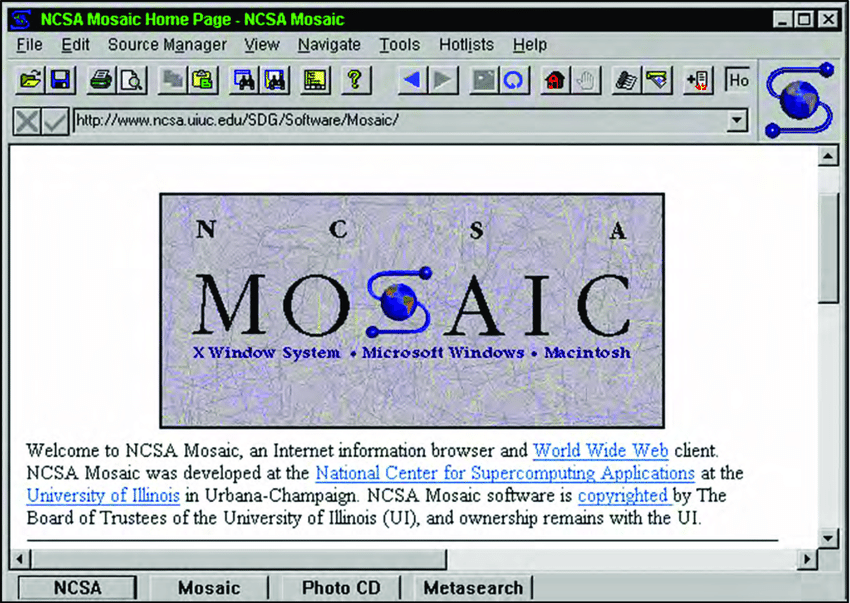 NCSA Mosaic Home Page - NCSA Mosaic
File Edit Source Manager View Navigate Tools Hotlists Help
Ho
http://www.ncsa.uiuc.edu/SDG/Software/Mosaic/
N C S A
MOSAIC
X Window System • Microsoft Windows • Macintosh
Welcome to NCSA Mosaic, an Internet information browser and World Wide Web client.
NCSA Mosaic was developed at the National Center for Supercomputing Applications at the
University of Illinois in Urbana-Champaign. NCSA Mosaic software is copyrighted by The
Board of Trustees of the University of Illinois (UI), and ownership remains with the UI.
NCSA Mosaic Photo CD Metasearch